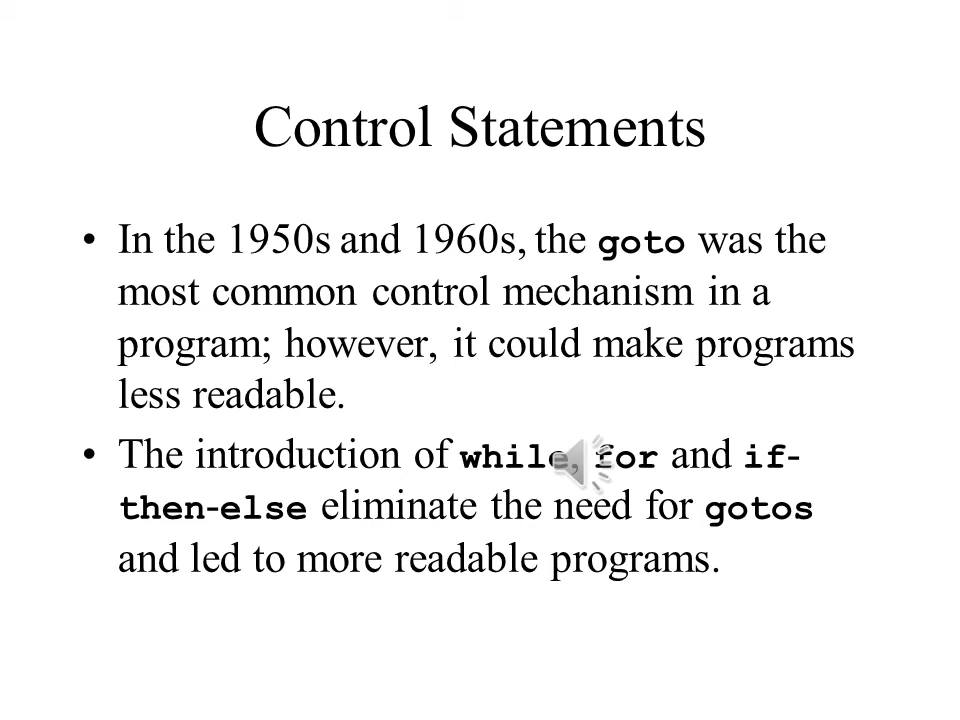 Control Statements
• In the 1950s and 1960s, the goto was the
most common control mechanism in a
program; however, it could make programs
less readable.
• The introduction of while, for and if-
then-else eliminate the need for gotos
and led to more readable programs.